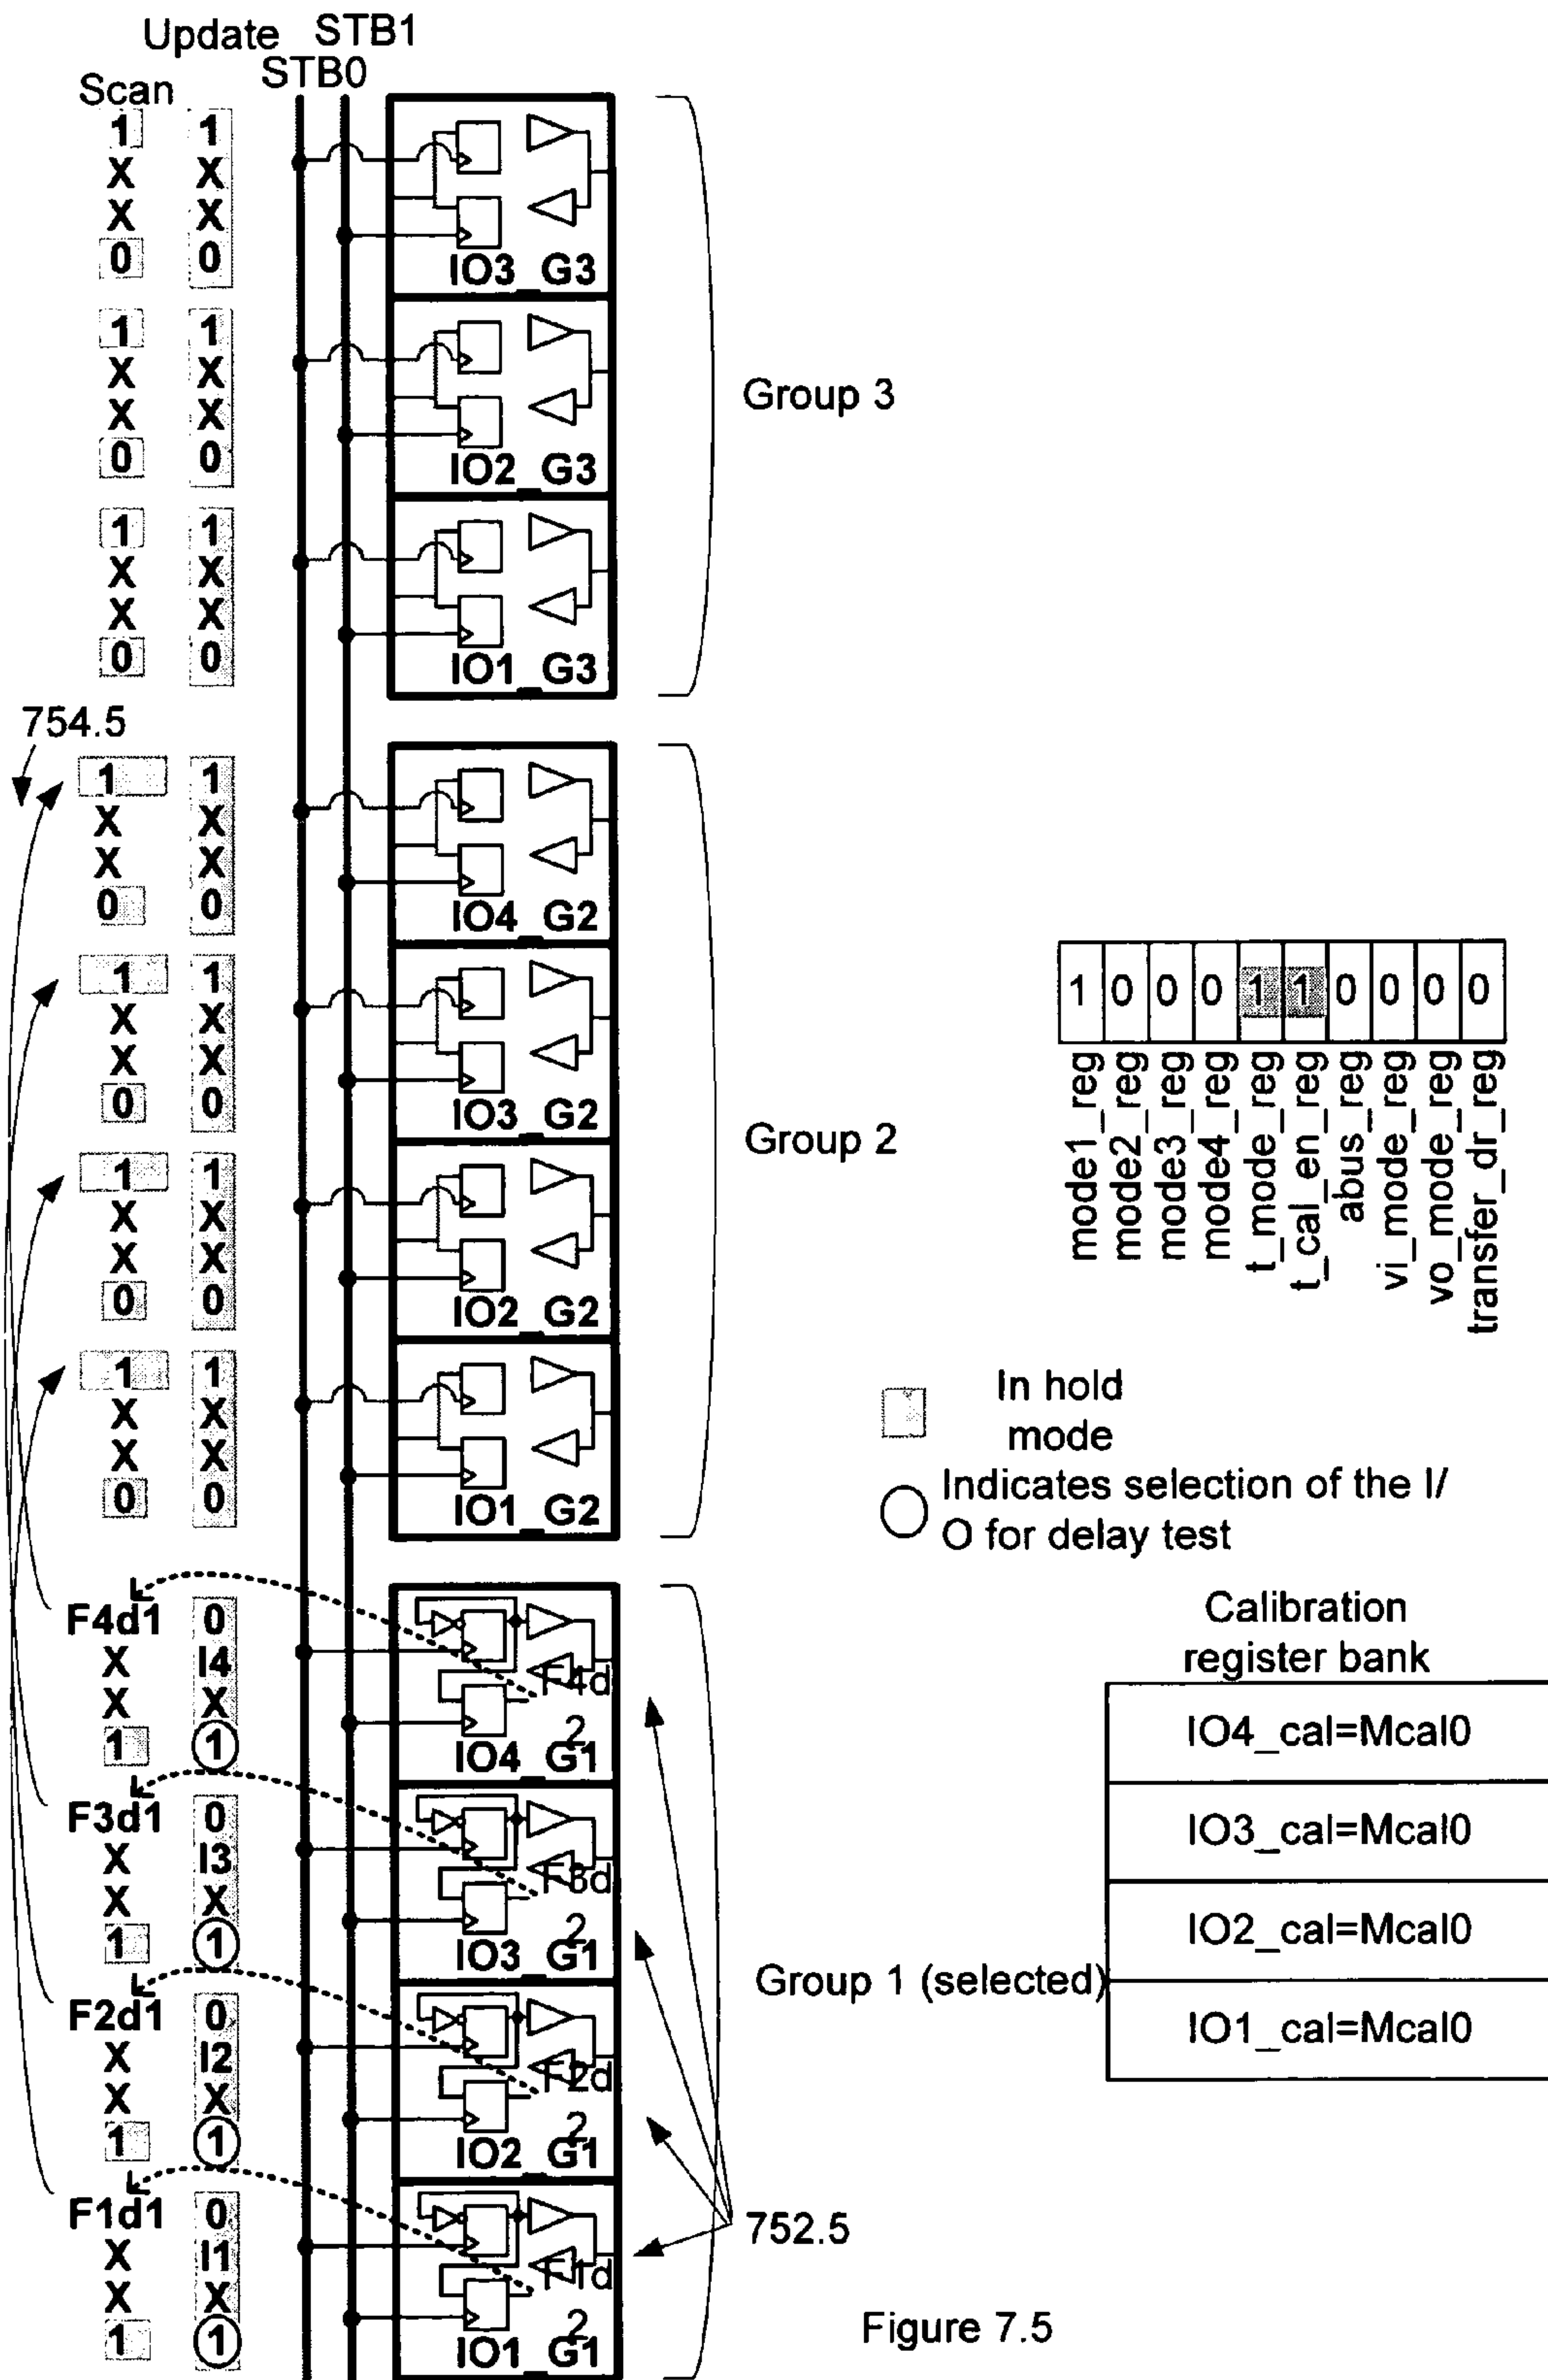 Update STB1
STB0
Scan
1 1
X X
X X
0 0
IO3_G3
1 1
X X
X X
0 0
IO2_G3
Group 3
1 1
X X
X X
0 0
IO1_G3
754.5
1 1
X X
X X
0 0
IO4_G2
1 1
X X
X X
0 0
IO3_G2
Group 2
1 1
X X
X X
0 0
IO2_G2
1 1
X X
X X
0 0
IO1_G2
1 0 0 0 1 1 0 0 0 0
mode1_reg
mode2_reg
mode3_reg
mode4_reg
t_mode_reg
t_cal_en_reg
abus_reg
vi_mode_reg
vo_mode_reg
transfer_dr_reg
In hold
mode
Indicates selection of the I/
O for delay test
F4d1 0
X I4
X X
1 1
F4d
2
IO4_G1
F3d1 0
X I3
X X
1 1
F3d
2
IO3_G1
Group 1 (selected)
F2d1 0
X I2
X X
1 1
F2d
2
IO2_G1
F1d1 0
X I1
X X
1 1
F1d
2
IO1_G1
752.5
Calibration
register bank
IO4_cal=Mcal0
IO3_cal=Mcal0
IO2_cal=Mcal0
IO1_cal=Mcal0
Figure 7.5